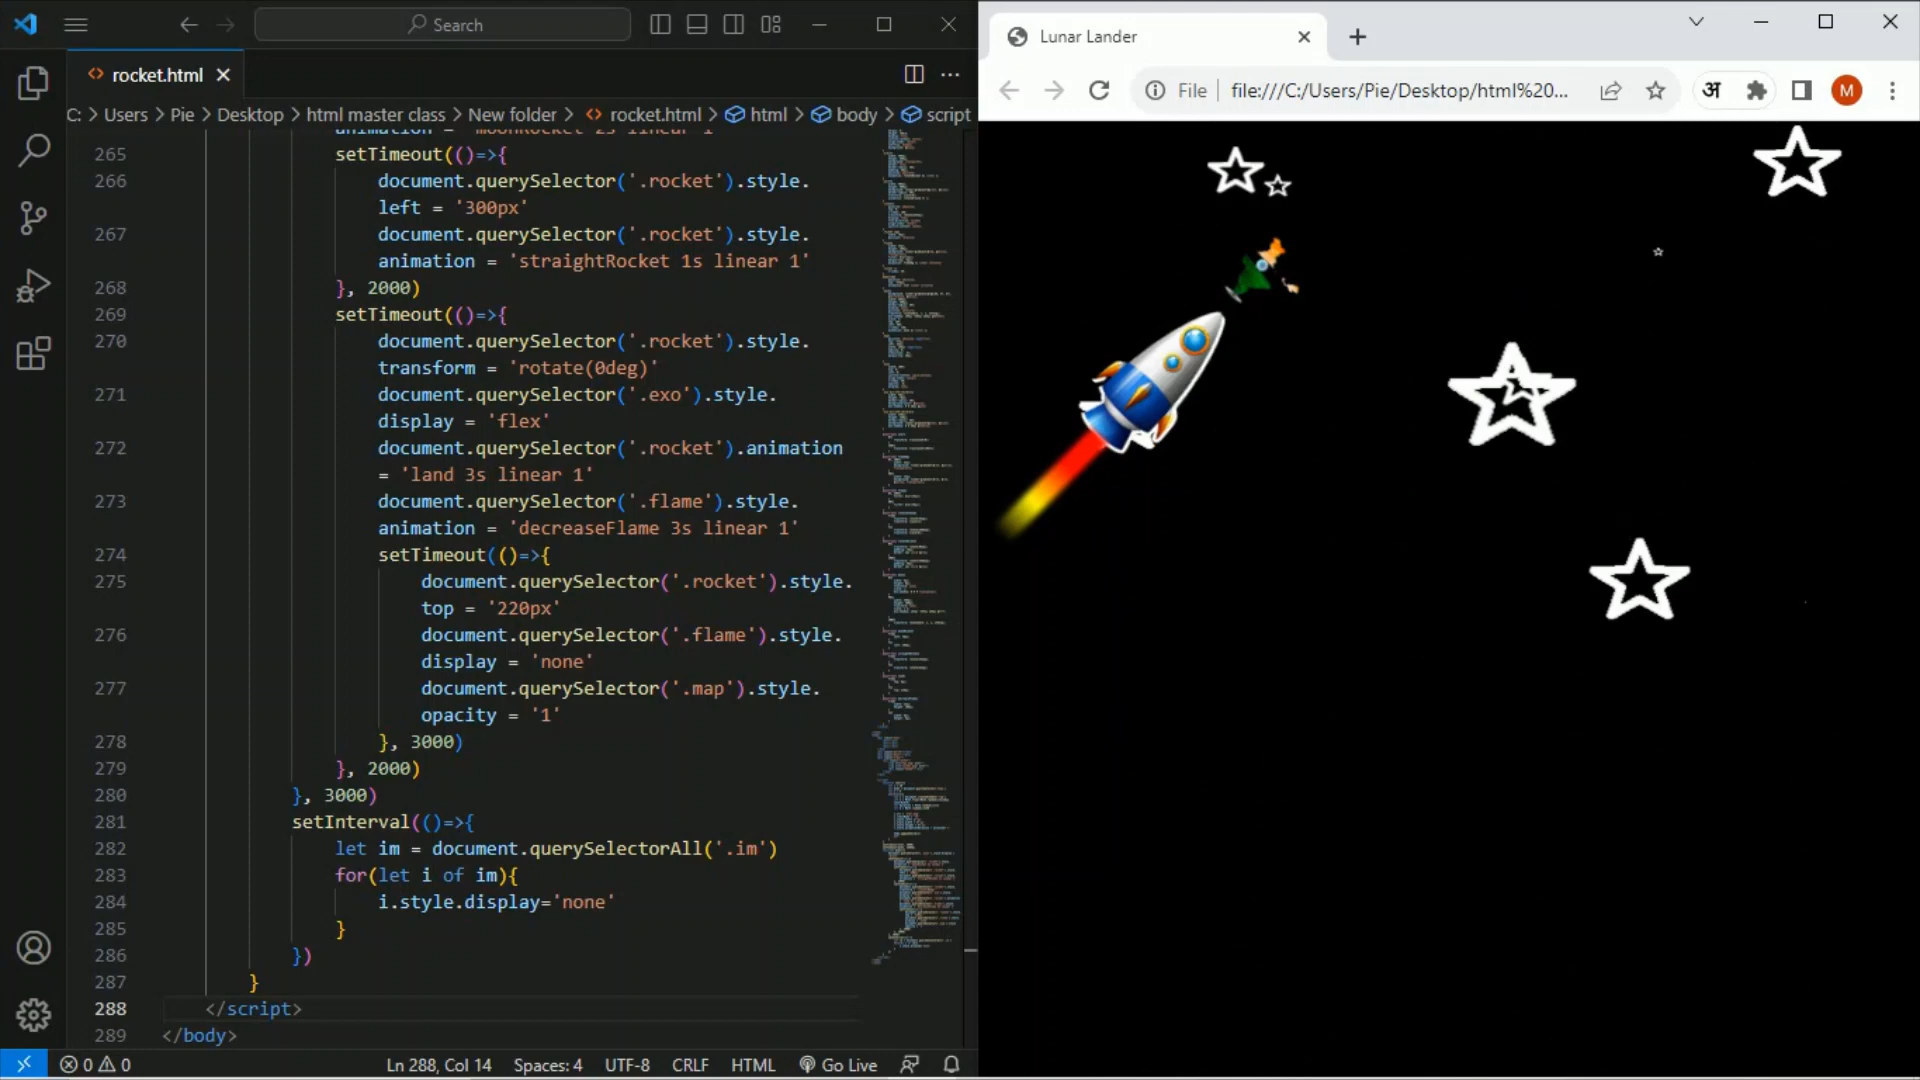 Search
rocket.html
C: > Users > Pie > Desktop > html master class > New folder > rocket.html > html > body > script
animation = 'moonRocket 2s linear 1'
265 setTimeout(()=>{
266 document.querySelector('.rocket').style.
left = '300px'
267 document.querySelector('.rocket').style.
animation = 'straightRocket 1s linear 1'
268 }, 2000)
269 setTimeout(()=>{
270 document.querySelector('.rocket').style.
transform = 'rotate(0deg)'
271 document.querySelector('.exo').style.
display = 'flex'
272 document.querySelector('.rocket').animation
= 'land 3s linear 1'
273 document.querySelector('.flame').style.
animation = 'decreaseFlame 3s linear 1'
274 setTimeout(()=>{
275 document.querySelector('.rocket').style.
top = '220px'
276 document.querySelector('.flame').style.
display = 'none'
277 document.querySelector('.map').style.
opacity = '1'
278 }, 3000)
279 }, 2000)
280 }, 3000)
281 setInterval(()=>{
282 let im = document.querySelectorAll('.im')
283 for(let i of im){
284 i.style.display='none'
285 }
286 })
287 }
288 </script>
289 </body>
0 0
Ln 288, Col 14 Spaces: 4 UTF-8 CRLF HTML Go Live
Lunar Lander
File file:///C:/Users/Pie/Desktop/html%20...
अ
M